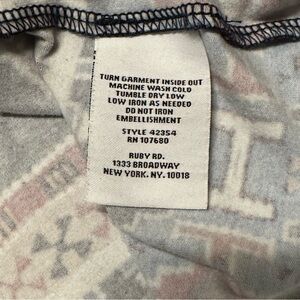 TURN GARMENT INSIDE OUT
MACHINE WASH COLD
TUMBLE DRY LOW
LOW IRON AS NEEDED
DO NOT IRON
EMBELLISHMENT
STYLE 42354
RN 107680
RUBY RD.
1333 BROADWAY
NEW YORK, NY. 10018